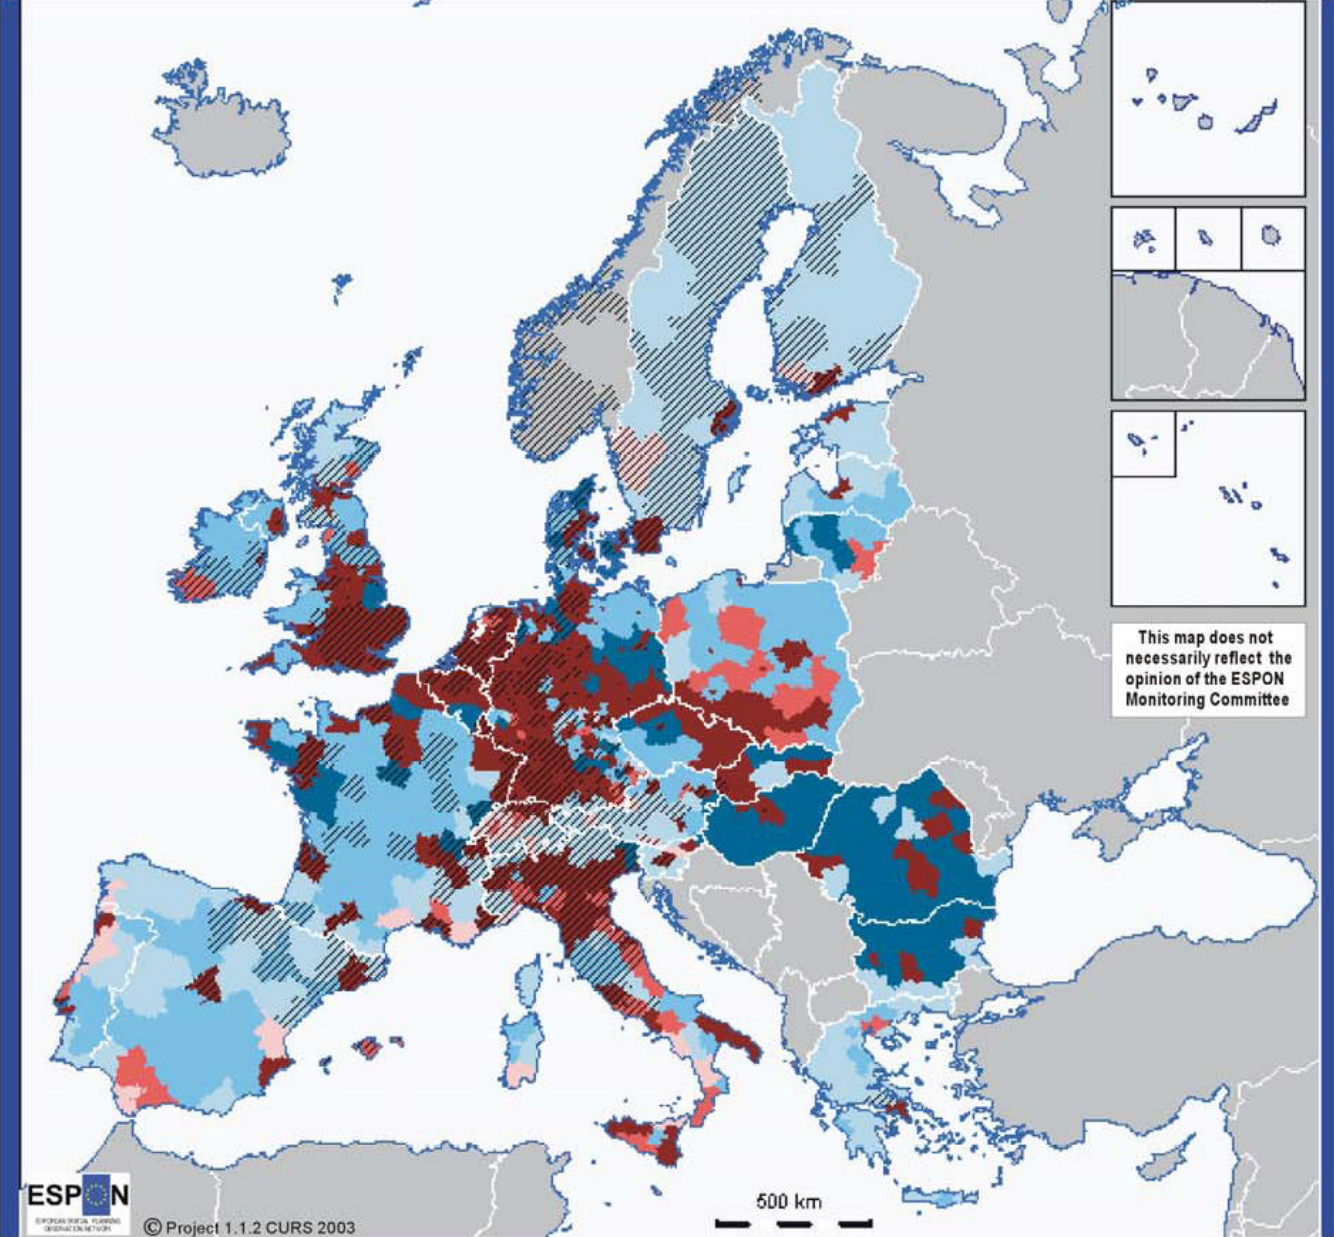 This map does not
necessarily reflect the
opinion of the ESPON
Monitoring Committee
500 km
ESPON
© Project 1.1.2 CURS 2003